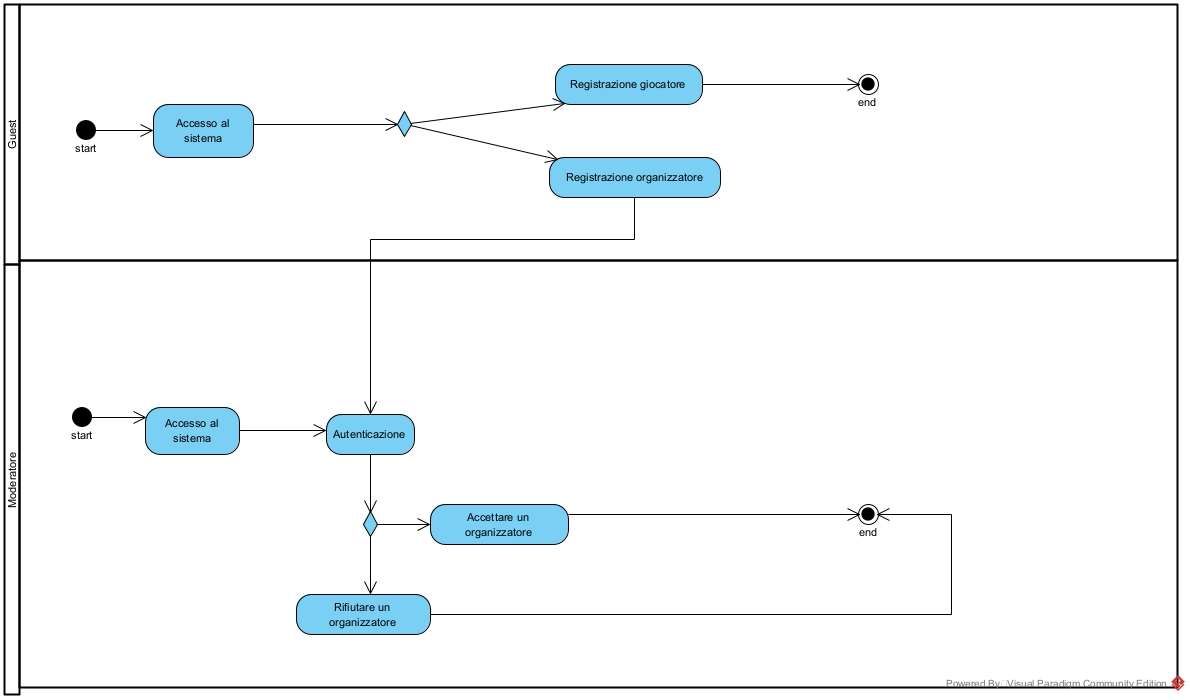 Guest
start
Accesso al
sistema
Registrazione giocatore
end
Registrazione organizzatore
Moderatore
start
Accesso al
sistema
Autenticazione
Accettare un
organizzatore
end
Rifiutare un
organizzatore
Powered By Visual Paradigm Community Edition